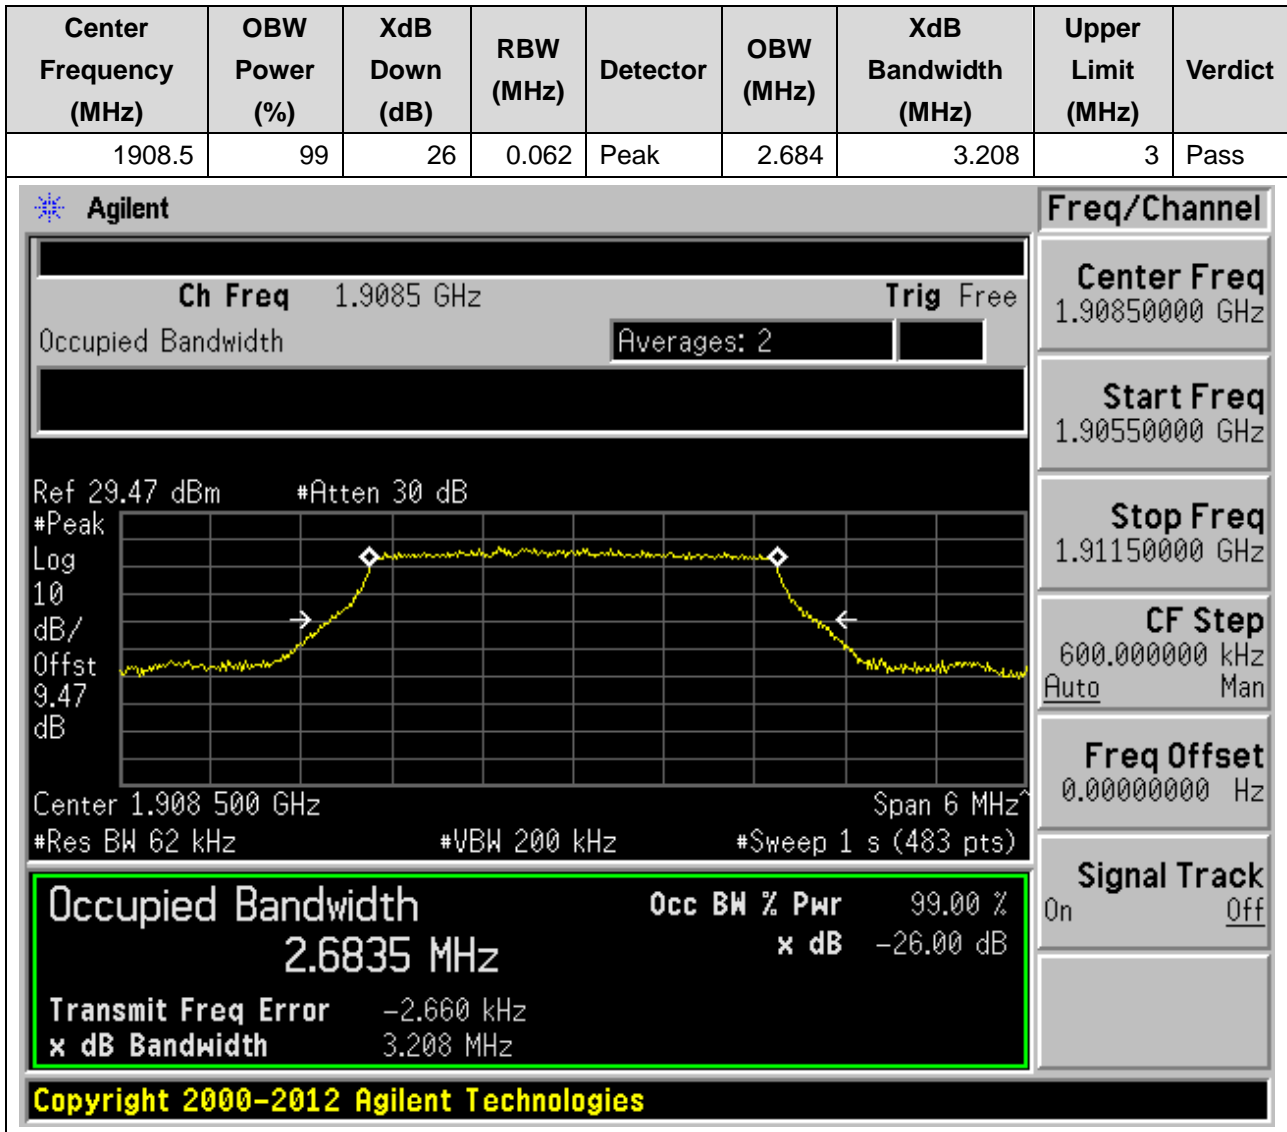 Center Frequency (MHz) OBW Power (%) XdB Down (dB) RBW (MHz) Detector OBW (MHz) XdB Bandwidth (MHz) Upper Limit (MHz) Verdict
1908.5 99 26 0.062 Peak 2.684 3.208 3 Pass
Agilent
Freq/Channel
Ch Freq 1.9085 GHz Trig Free
Occupied Bandwidth Averages: 2
Ref 29.47 dBm #Atten 30 dB
#Peak
Log
10
dB/
Offst
9.47
dB
Center 1.908 500 GHz Span 6 MHz^
#Res BW 62 kHz #VBW 200 kHz #Sweep 1 s (483 pts)
Occupied Bandwidth Occ BW % Pwr 99.00 %
2.6835 MHz x dB -26.00 dB
Transmit Freq Error -2.660 kHz
x dB Bandwidth 3.208 MHz
Center Freq
1.90850000 GHz
Start Freq
1.90550000 GHz
Stop Freq
1.91150000 GHz
CF Step
600.000000 kHz
Auto Man
Freq Offset
0.00000000 Hz
Signal Track
On Off
Copyright 2000-2012 Agilent Technologies